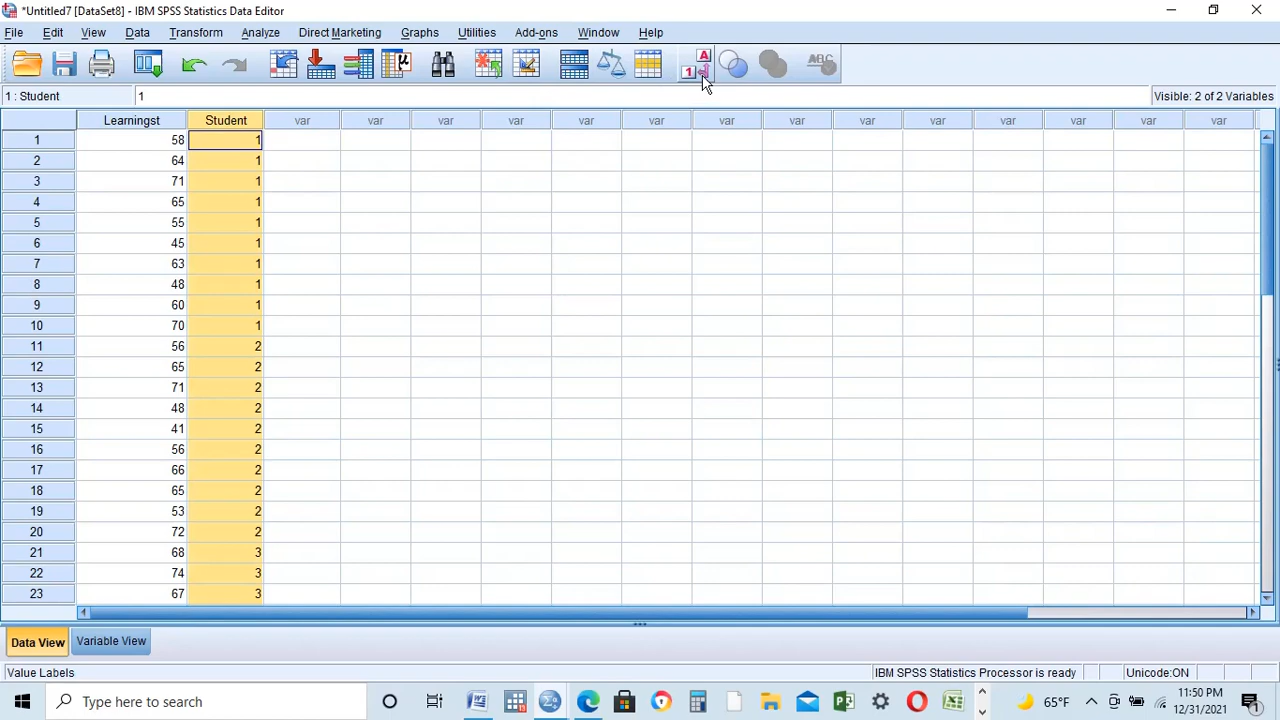 *Untitled7 [DataSet8] - IBM SPSS Statistics Data Editor
File Edit View Data Transform Analyze Direct Marketing Graphs Utilities Add-ons Window Help
1 A ABC
1 : Student 1 Visible: 2 of 2 Variables
Learningst Student var var var var var var var var var var var var var var
1 58 1
2 64 1
3 71 1
4 65 1
5 55 1
6 45 1
7 63 1
8 48 1
9 60 1
10 70 1
11 56 2
12 65 2
13 71 2
14 48 2
15 41 2
16 56 2
17 66 2
18 65 2
19 53 2
20 72 2
21 68 3
22 74 3
23 67 3
Data View Variable View
Value Labels IBM SPSS Statistics Processor is ready Unicode:ON
Type here to search 65°F 11:50 PM
12/31/2021 1